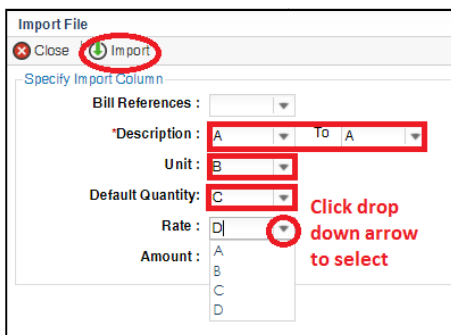 Import File
Close Import
Specify Import Column
Bill References :
*Description : A To A
Unit : B
Default Quantity: C
Rate : D
Click drop
down arrow
to select
Amount :
A
B
C
D